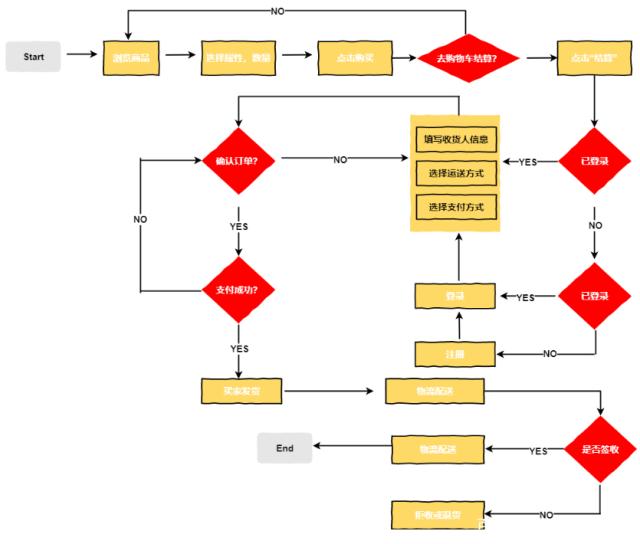 NO
Start
浏览商品
选择属性，数量
点击购买
去购物车结算？
点击“结算”
填写收货人信息
确认订单？
NO
选择运送方式
YES
已登录
选择支付方式
NO
YES
NO
支付成功？
登录
YES
已登录
YES
注册
NO
买家发货
物流配送
End
物流配送
YES
是否签收
拒收或退货
NO